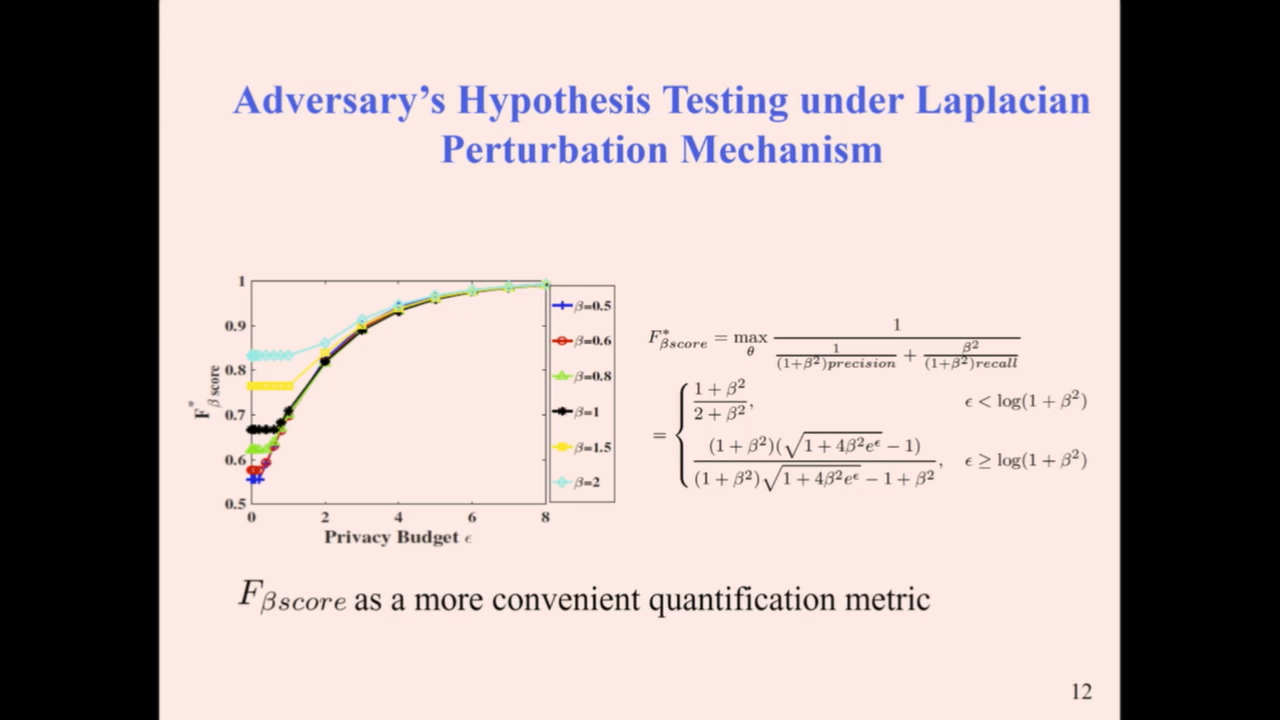 Adversary's Hypothesis Testing under Laplacian
Perturbation Mechanism
1
0.9
0.8
0.7
0.6
0.5
F*β score
0 2 4 6 8
Privacy Budget ϵ
β=0.5
β=0.6
β=0.8
β=1
β=1.5
β=2
F*βscore = max θ 1 / (1/((1+β²)precision) + β²/((1+β²)recall))
= { (1 + β²)/(2 + β²), ϵ < log(1 + β²)
(1 + β²)(√(1 + 4β²e^ϵ) − 1) / ((1 + β²)√(1 + 4β²e^ϵ) − 1 + β²), ϵ ≥ log(1 + β²)
Fβscore as a more convenient quantification metric
12